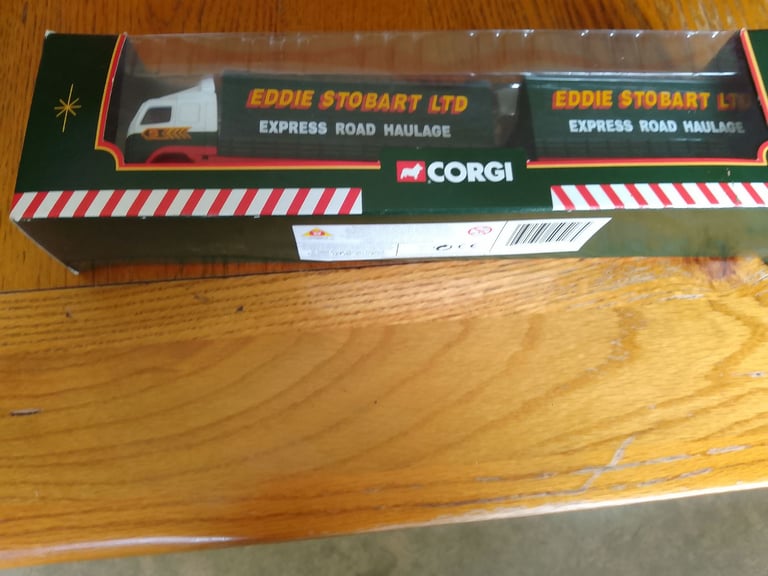 EDDIE STOBART LTD
EXPRESS ROAD HAULAGE
EDDIE STOBART LTD
EXPRESS ROAD HAULAGE
CORGI